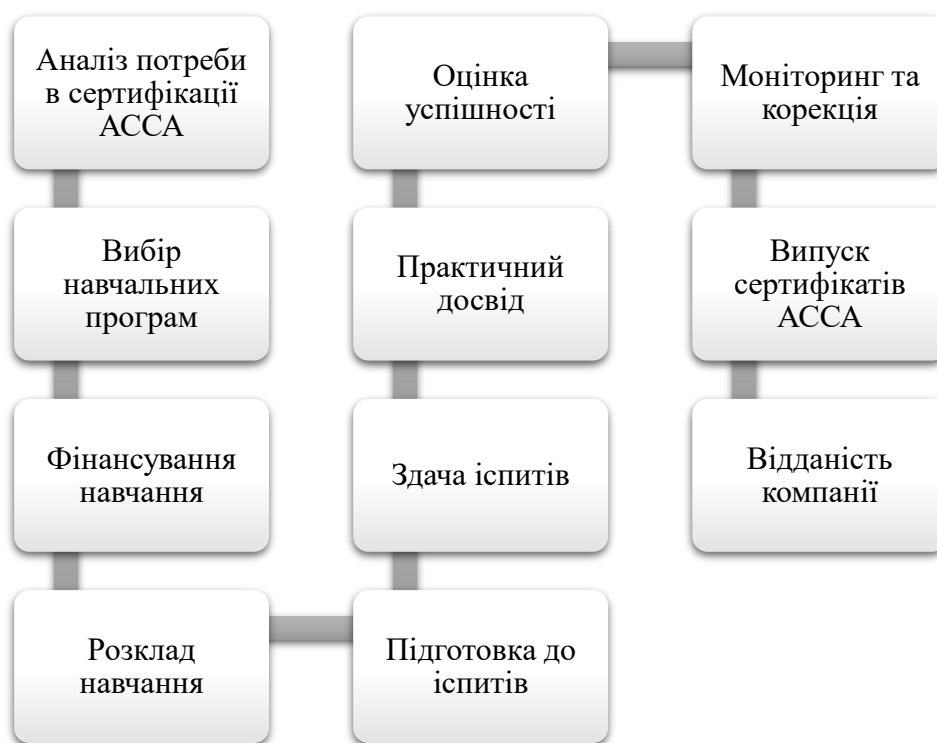 Аналіз потреби
в сертифікації
АССА
Вибір
навчальних
програм
Фінансування
навчання
Розклад
навчання
Підготовка до
іспитів
Здача іспитів
Практичний
досвід
Оцінка
успішності
Моніторинг та
корекція
Випуск
сертифікатів
АССА
Відданість
компанії